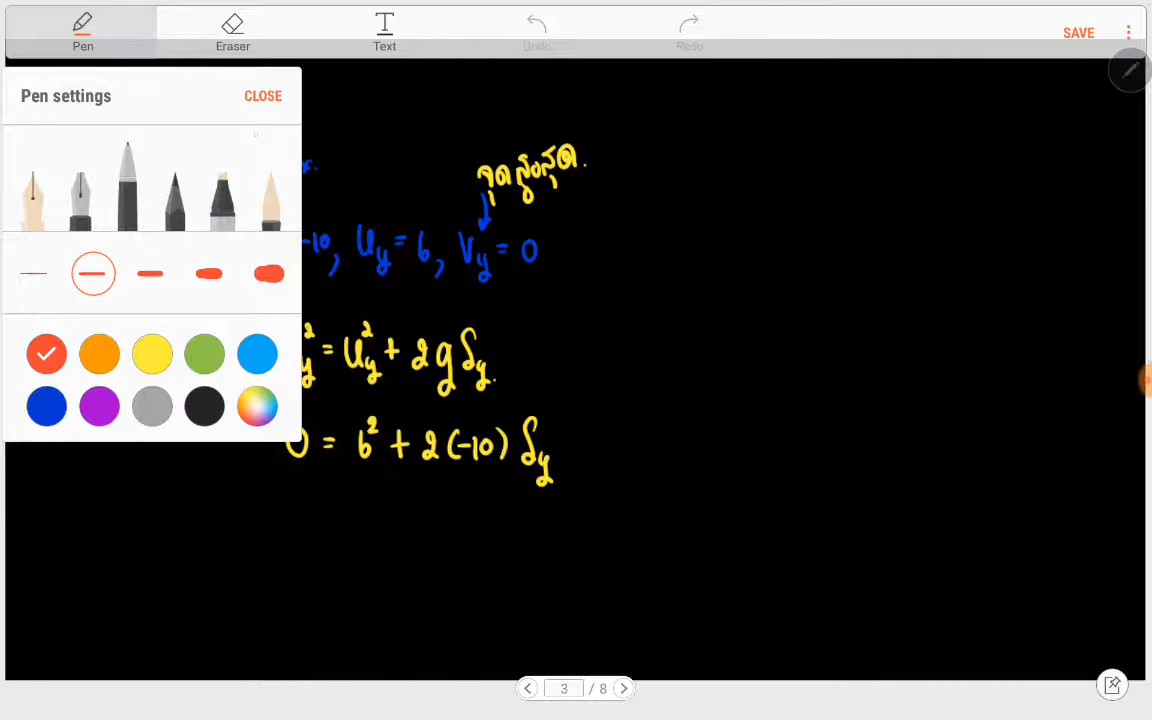 Pen
Eraser
Text
Undo
Redo
SAVE
Pen settings
CLOSE
จุดสูงสุด.
-10, Uy = 6, Vy = 0
y² = Uy² + 2gSy.
0 = 6² + 2(-10) Sy
3 / 8